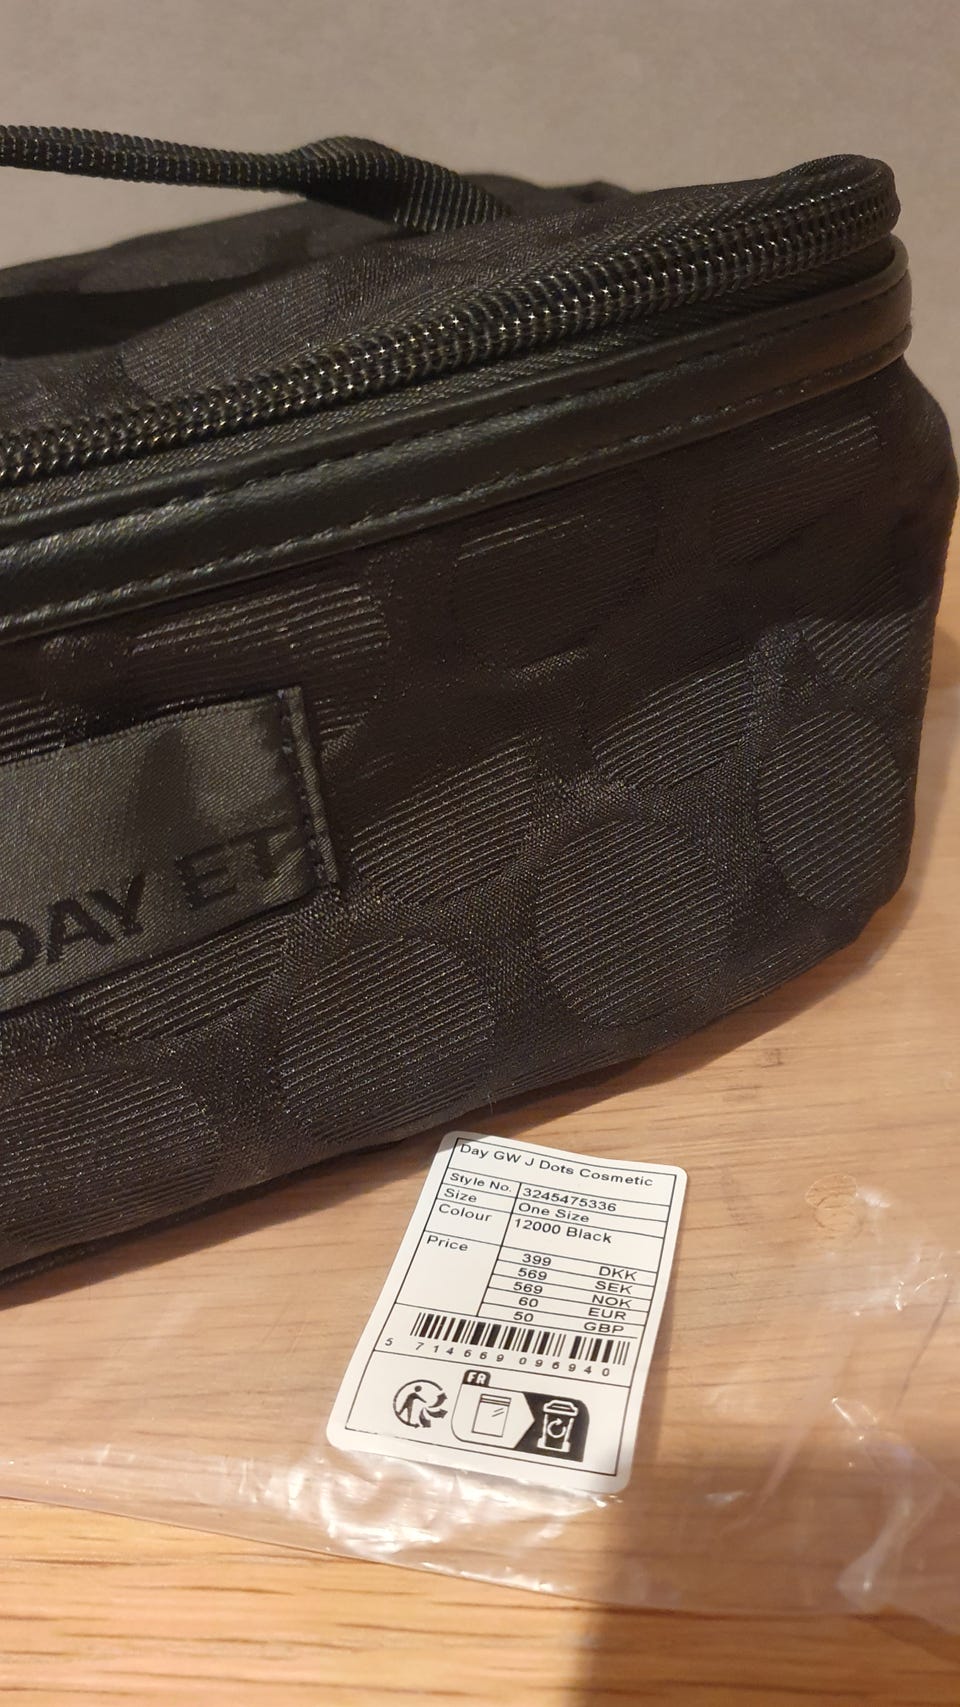 DAY ET
Day GW J Dots Cosmetic
Style No. 3245475336
Size One Size
Colour 12000 Black
Price
399 DKK
569 SEK
569 NOK
60 EUR
50 GBP
5 714669 096940
FR